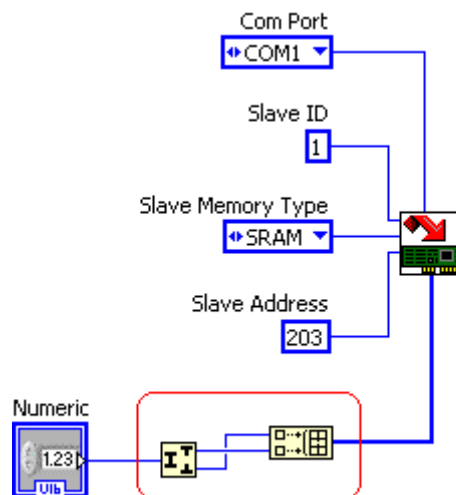 Com Port
COM1
Slave ID
1
Slave Memory Type
SRAM
Slave Address
203
Numeric
1.23
U16